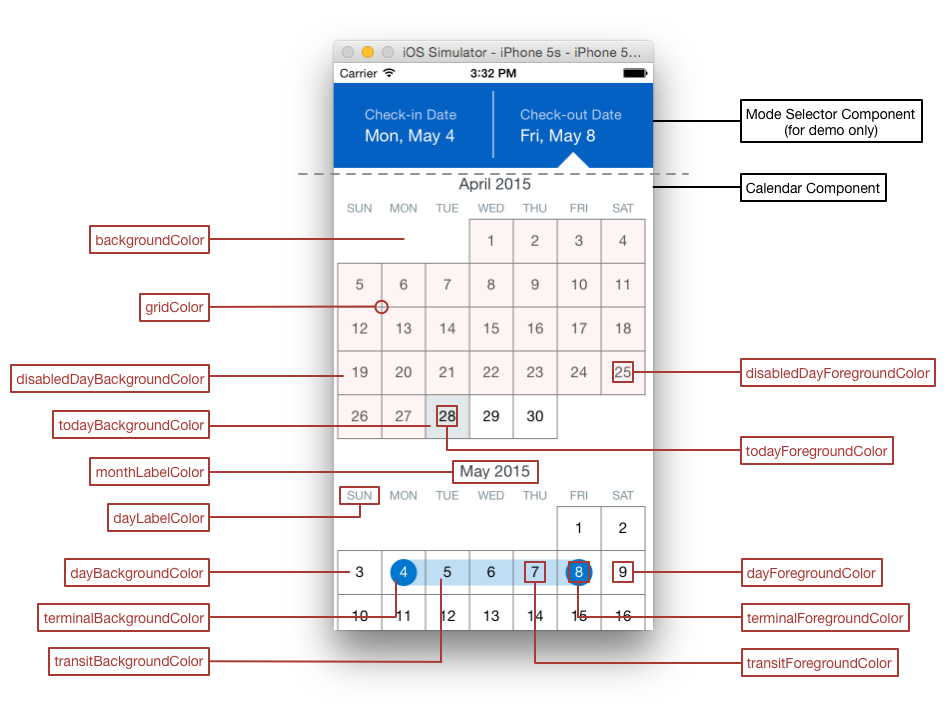 iOS Simulator - iPhone 5s - iPhone 5...
Carrier 3:32 PM
Check-in Date Check-out Date
Mon, May 4 Fri, May 8
Mode Selector Component
(for demo only)
Calendar Component
April 2015
SUN MON TUE WED THU FRI SAT
1 2 3 4
5 6 7 8 9 10 11
12 13 14 15 16 17 18
19 20 21 22 23 24 25
26 27 28 29 30
May 2015
SUN MON TUE WED THU FRI SAT
1 2
3 4 5 6 7 8 9
10 11 12 13 14 15 16
backgroundColor
gridColor
disabledDayBackgroundColor
todayBackgroundColor
monthLabelColor
dayLabelColor
dayBackgroundColor
terminalBackgroundColor
transitBackgroundColor
disabledDayForegroundColor
todayForegroundColor
dayForegroundColor
terminalForegroundColor
transitForegroundColor